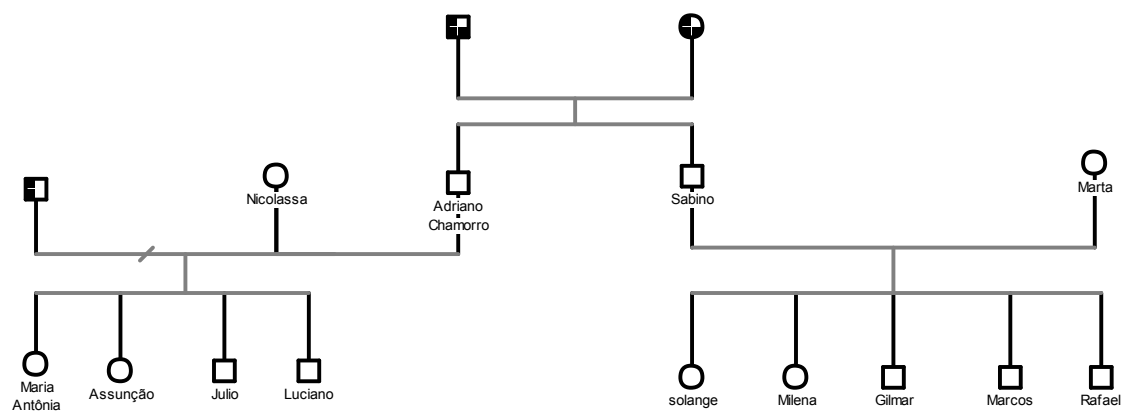 Nicolassa
Adriano
Chamorro
Sabino
Marta
Maria
Antônia
Assunção
Julio
Luciano
solange
Milena
Gilmar
Marcos
Rafael